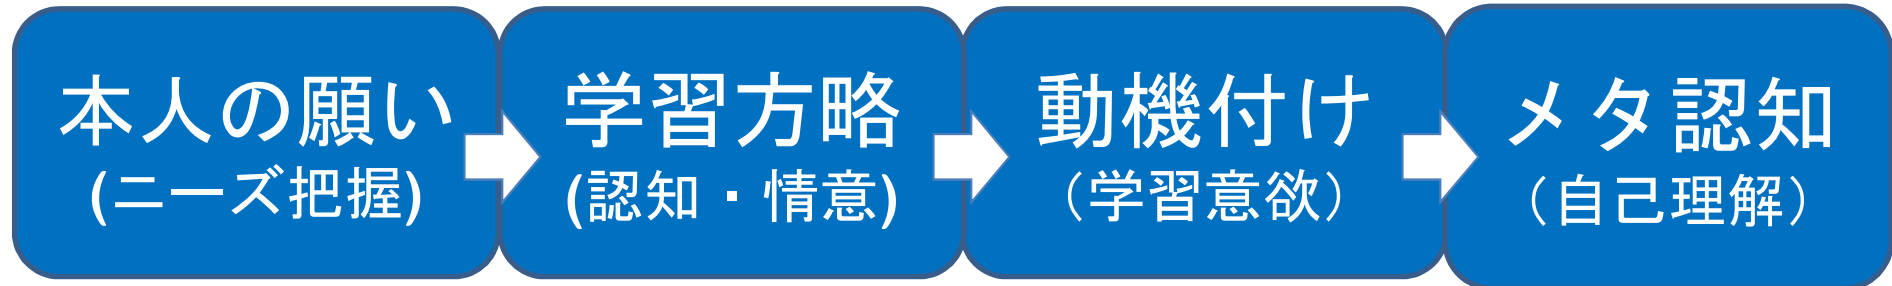 本人の願い
(ニーズ把握)
学習方略
(認知・情意)
動機付け
（学習意欲）
メタ認知
（自己理解）